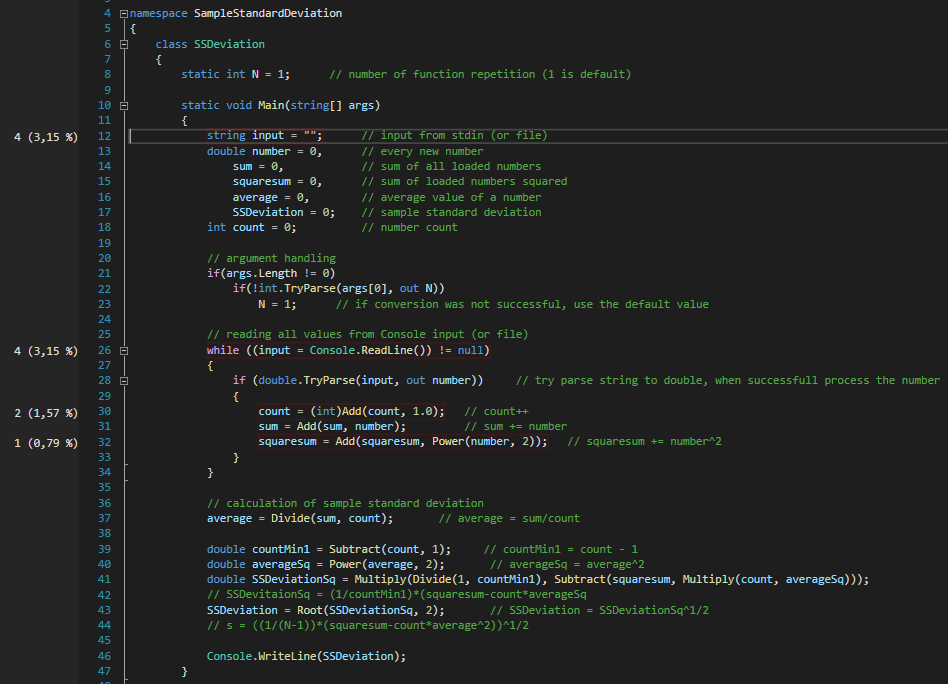 4 namespace SampleStandardDeviation
5 {
6 class SSDeviation
7 {
8 static int N = 1; // number of function repetition (1 is default)
9
10 static void Main(string[] args)
11 {
4 (3,15 %) 12 string input = ""; // input from stdin (or file)
13 double number = 0, // every new number
14 sum = 0, // sum of all loaded numbers
15 squaresum = 0, // sum of loaded numbers squared
16 average = 0, // average value of a number
17 SSDeviation = 0; // sample standard deviation
18 int count = 0; // number count
19
20 // argument handling
21 if(args.Length != 0)
22 if(!int.TryParse(args[0], out N))
23 N = 1; // if conversion was not successful, use the default value
24
25 // reading all values from Console input (or file)
4 (3,15 %) 26 while ((input = Console.ReadLine()) != null)
27 {
28 if (double.TryParse(input, out number)) // try parse string to double, when successfull process the number
29 {
2 (1,57 %) 30 count = (int)Add(count, 1.0); // count++
31 sum = Add(sum, number); // sum += number
1 (0,79 %) 32 squaresum = Add(squaresum, Power(number, 2)); // squaresum += number^2
33 }
34 }
35
36 // calculation of sample standard deviation
37 average = Divide(sum, count); // average = sum/count
38
39 double countMin1 = Subtract(count, 1); // countMin1 = count - 1
40 double averageSq = Power(average, 2); // averageSq = average^2
41 double SSDeviationSq = Multiply(Divide(1, countMin1), Subtract(squaresum, Multiply(count, averageSq)));
42 // SSDevitaionSq = (1/countMin1)*(squaresum-count*averageSq
43 SSDeviation = Root(SSDeviationSq, 2); // SSDeviation = SSDeviationSq^1/2
44 // s = ((1/(N-1))*(squaresum-count*average^2))^1/2
45
46 Console.WriteLine(SSDeviation);
47 }